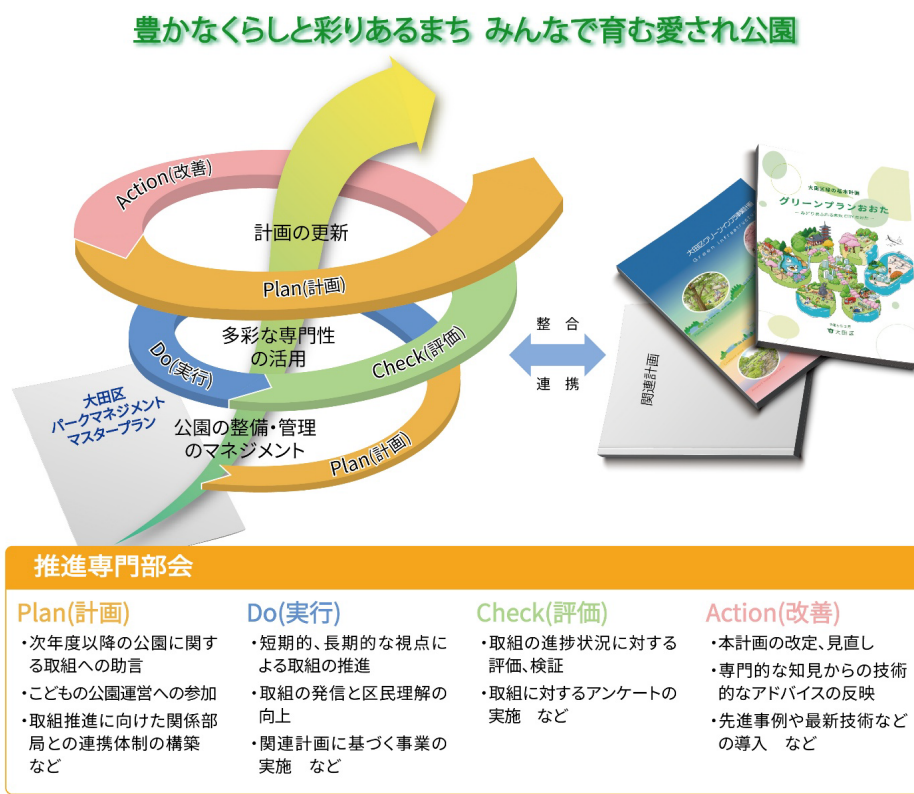 豊かなくらしと彩りあるまち みんなで育む愛され公園
Action(改善)
計画の更新
Plan(計画)
多彩な専門性
の活用
Do(実行)
Check(評価)
公園の整備・管理
のマネジメント
Plan(計画)
大田区
パークマネジメント
マスタープラン
整 合
連 携
関連計画
グリーンプランおおた
大田区
推進専門部会
Plan(計画)
・次年度以降の公園に関す
る取組への助言
・こどもの公園運営への参加
・取組推進に向けた関係部
局との連携体制の構築
など
Do(実行)
・短期的、長期的な視点に
よる取組の推進
・取組の発信と区民理解の
向上
・関連計画に基づく事業の
実施　など
Check(評価)
・取組の進捗状況に対する
評価、検証
・取組に対するアンケートの
実施　など
Action(改善)
・本計画の改定、見直し
・専門的な知見からの技術
的なアドバイスの反映
・先進事例や最新技術など
の導入　など